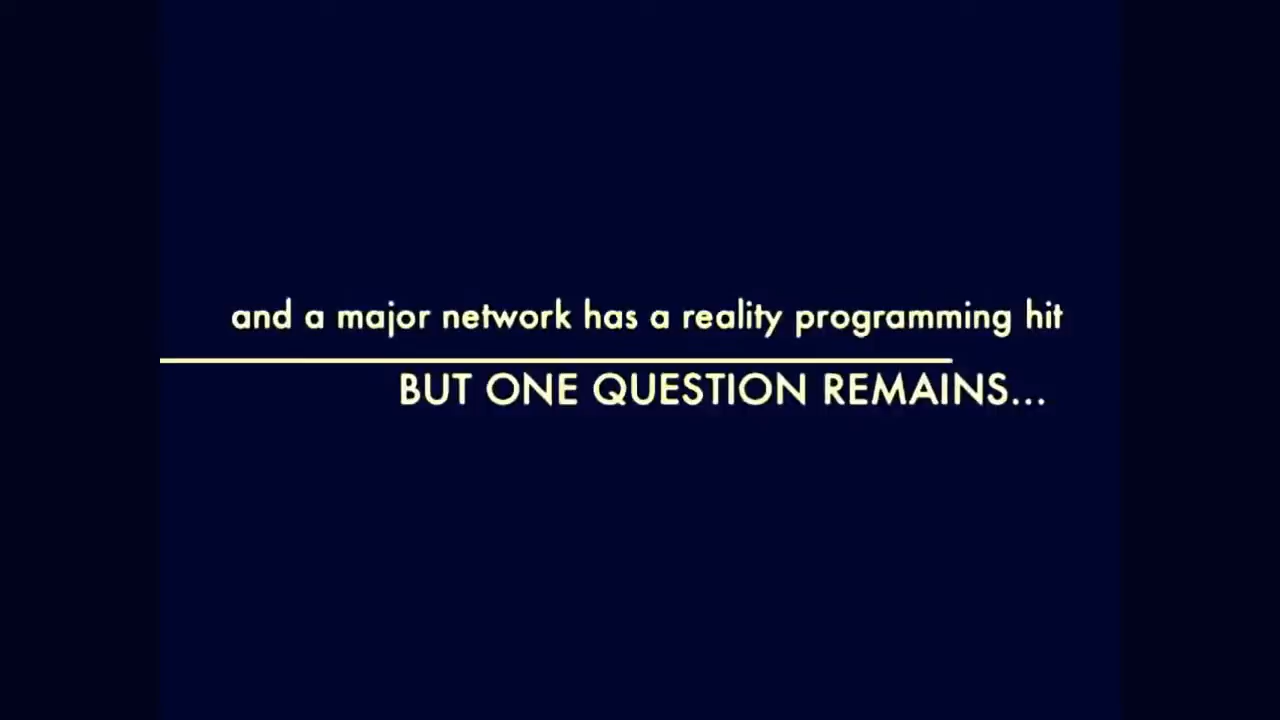 and a major network has a reality programming hit
BUT ONE QUESTION REMAINS...